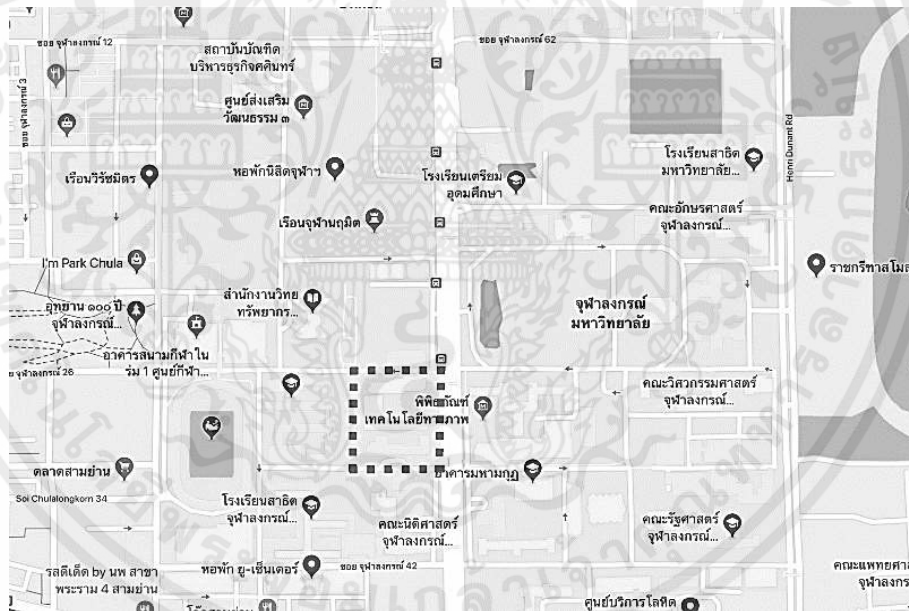 ซอย จุฬาลงกรณ์ 12
ซอย จุฬาลงกรณ์ 62
สถาบันบัณฑิต
บริหารธุรกิจศศินทร์
ซอย จุฬาลงกรณ์ 3
ศูนย์ส่งเสริม
วัฒนธรรม ๓
Henri Dunant Rd
เรือนวิรัชมิตร
หอพักนิสิตจุฬาฯ
โรงเรียนเตรียม
อุดมศึกษา
โรงเรียนสาธิต
มหาวิทยาลัย...
เรือนจุฬานฤมิต
คณะอักษรศาสตร์
จุฬาลงกรณ์...
I'm Park Chula
ราชกรีฑาสโมส
อุทยาน ๑๐๐ ปี
จุฬาลงกรณ์...
สำนักงานวิทย
ทรัพยากร...
จุฬาลงกรณ์
มหาวิทยาลัย
อาคารสนามกีฬาใน
ร่ม 1 ศูนย์กีฬา...
ย จุฬาลงกรณ์ 26
พิพิธภัณฑ์
เทคโนโลยีทางภาพ
คณะวิศวกรรมศาสตร์
จุฬาลงกรณ์...
ตลาดสามย่าน
อาคารมหามกุฏ
Soi Chulalongkorn 34
โรงเรียนสาธิต
จุฬาลงกรณ์...
คณะนิติศาสตร์
จุฬาลงกรณ์...
คณะรัฐศาสตร์
จุฬาลงกรณ์...
รสดีเด็ด by นพ สาขา
พระราม 4 สามย่าน
หอพัก ยู-เซ็นเตอร์
ซอย จุฬาลงกรณ์ 42
คณะแพทยศา
จุฬาลงกร
ศูนย์บริการโลหิต